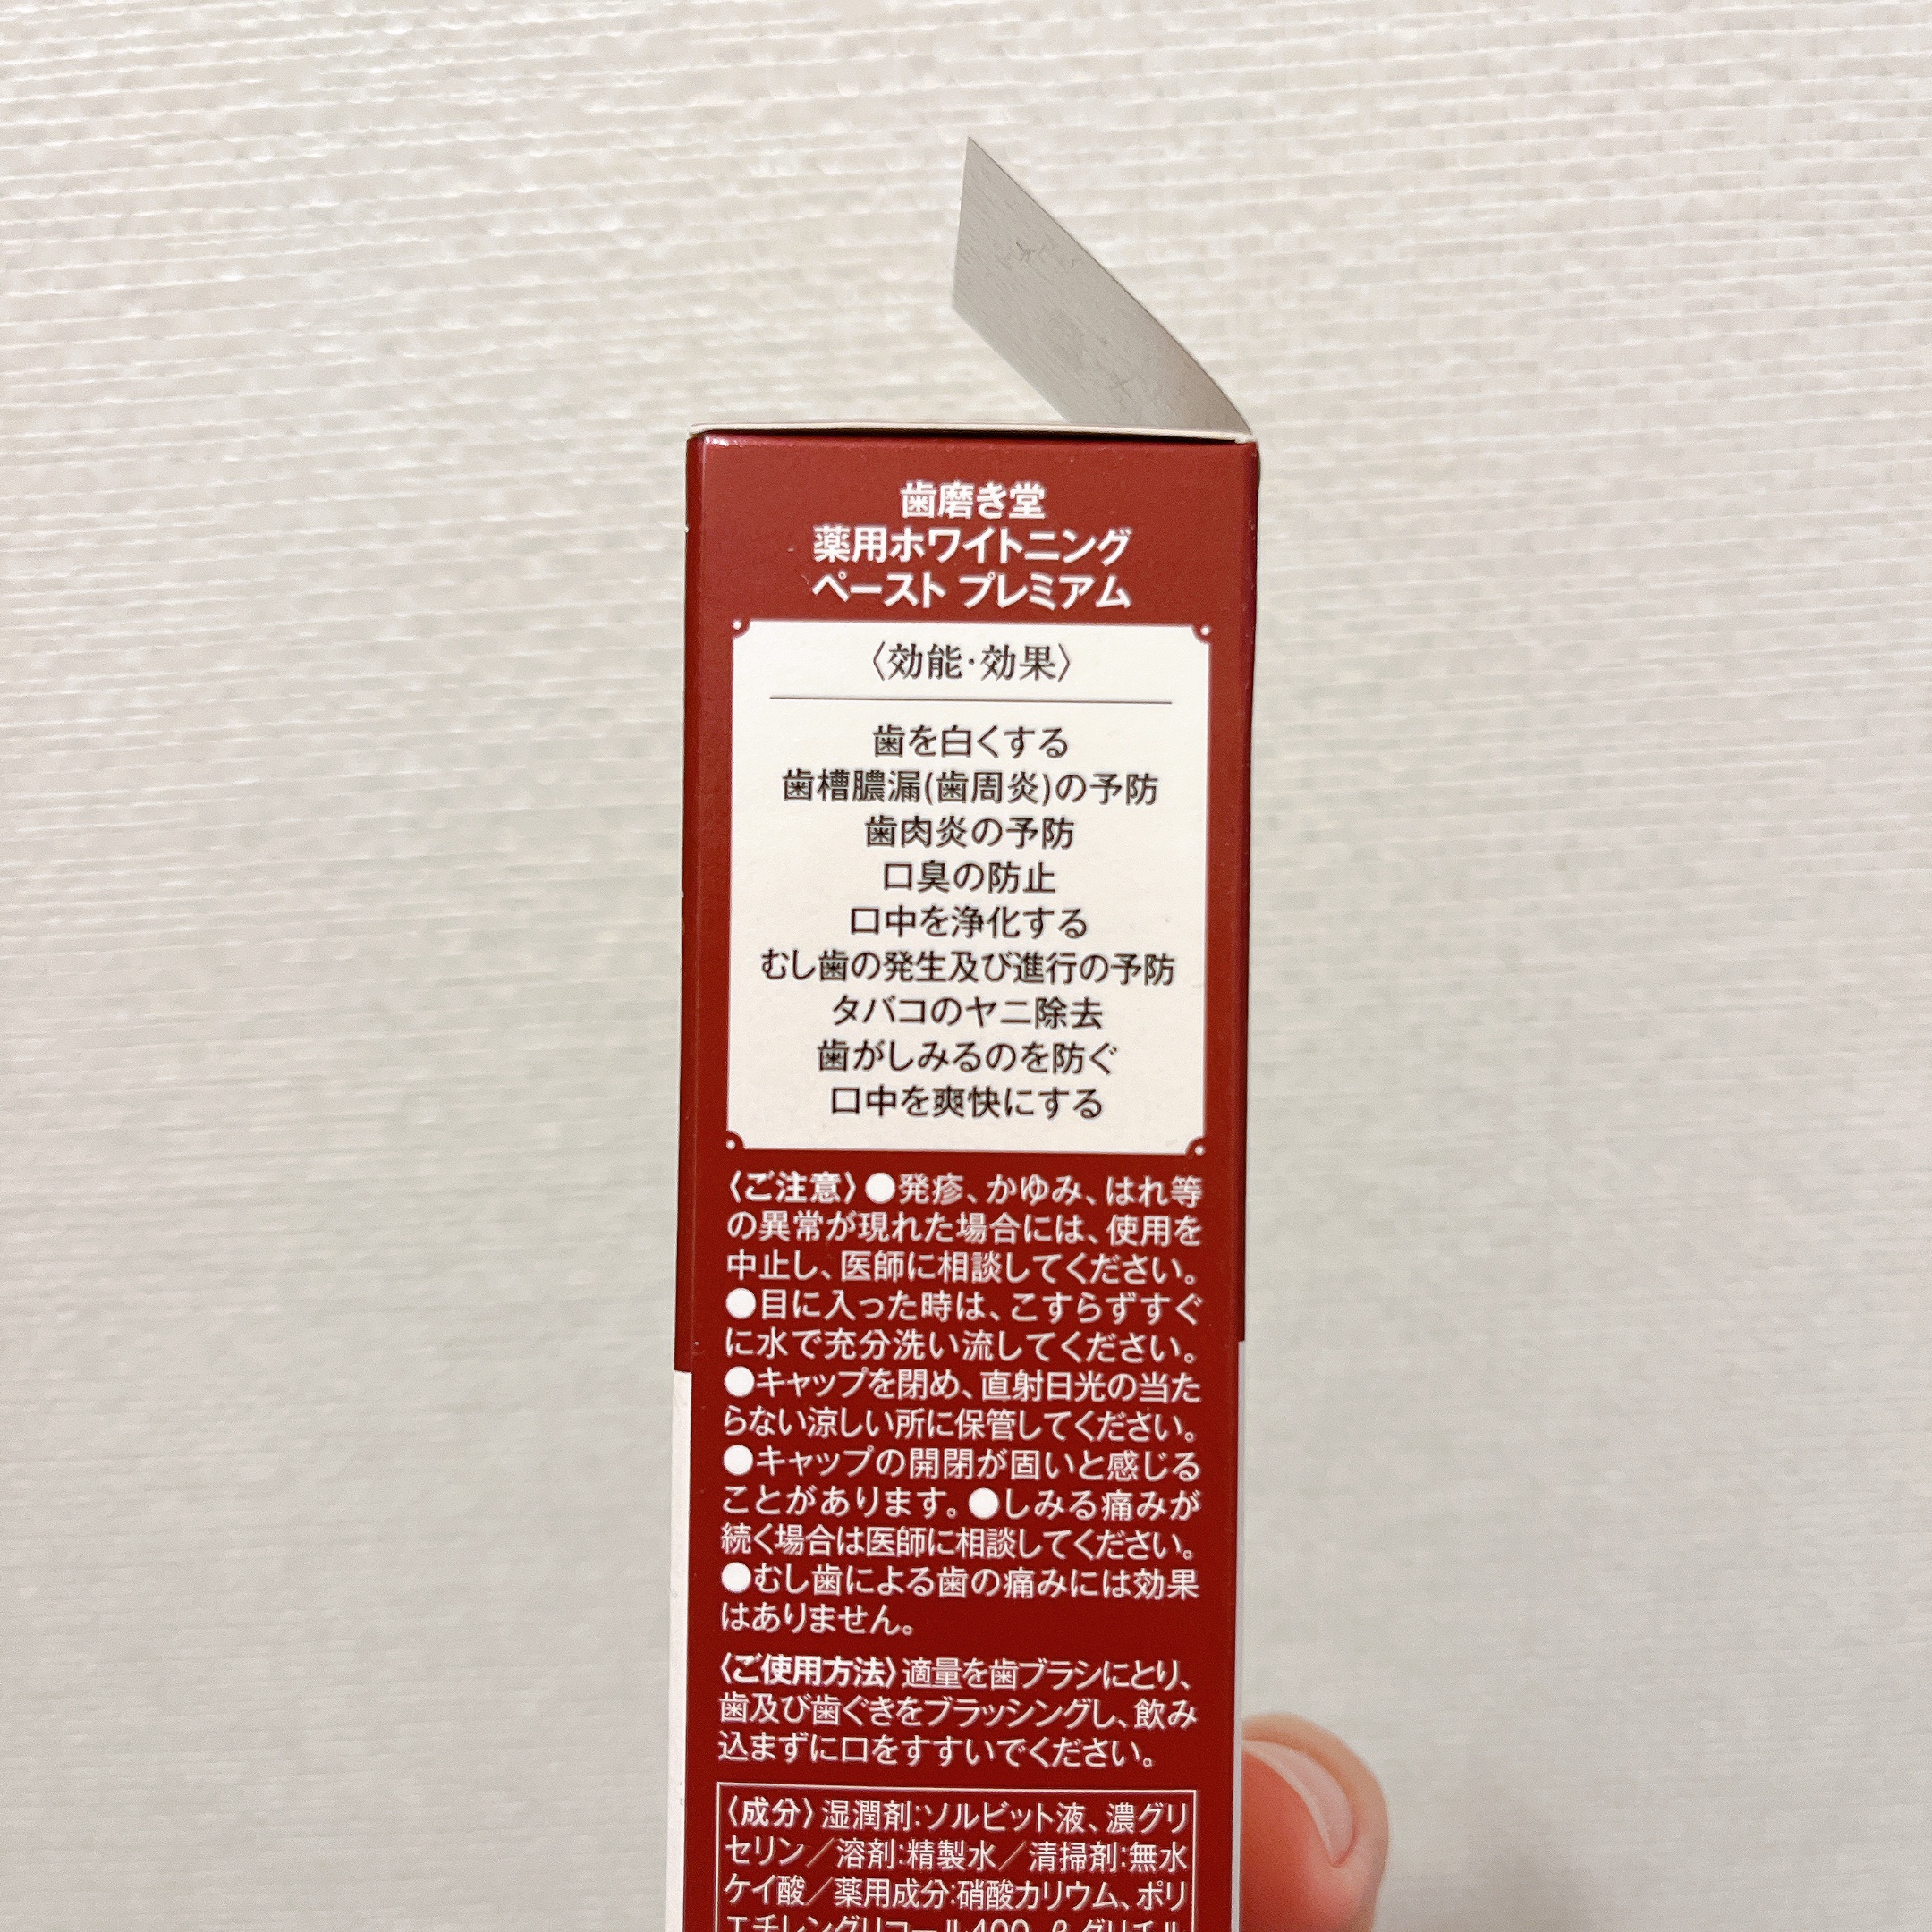 歯磨き堂
薬用ホワイトニング
ペースト プレミアム
〈効能・効果〉
歯を白くする
歯槽膿漏(歯周炎)の予防
歯肉炎の予防
口臭の防止
口中を浄化する
むし歯の発生及び進行の予防
タバコのヤニ除去
歯がしみるのを防ぐ
口中を爽快にする
〈ご注意〉●発疹、かゆみ、はれ等
の異常が現れた場合には、使用を
中止し、医師に相談してください。
●目に入った時は、こすらずすぐ
に水で充分洗い流してください。
●キャップを閉め、直射日光の当た
らない涼しい所に保管してください。
●キャップの開閉が固いと感じる
ことがあります。●しみる痛みが
続く場合は医師に相談してください。
●むし歯による歯の痛みには効果
はありません。
〈ご使用方法〉適量を歯ブラシにとり、
歯及び歯ぐきをブラッシングし、飲み
込まずに口をすすいでください。
〈成分〉湿潤剤:ソルビット液、濃グリ
セリン／溶剤:精製水／清掃剤:無水
ケイ酸／薬用成分:硝酸カリウム、ポリ
エチレングリコール400、β-グリチル